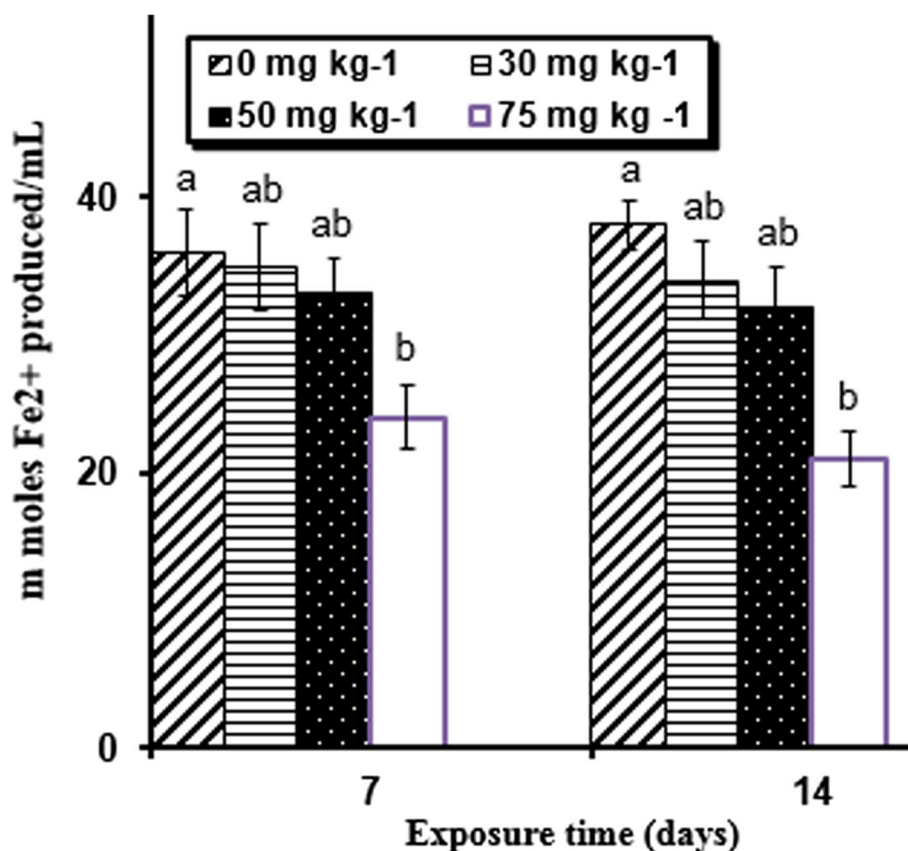 0 mg kg-1 30 mg kg-1
50 mg kg-1 75 mg kg -1
m moles Fe2+ produced/mL
40
20
0
a
ab
ab
b
a
ab
ab
b
7
14
Exposure time (days)